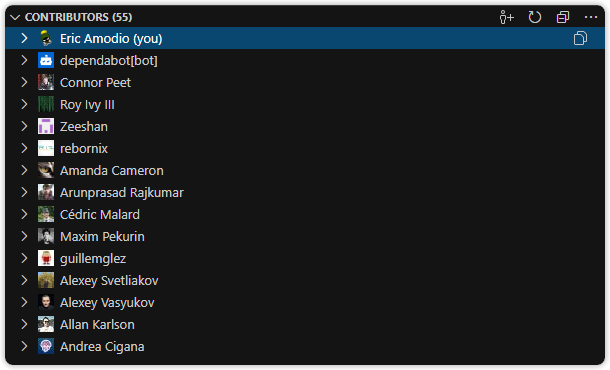 CONTRIBUTORS (55)
Eric Amodio (you)
dependabot[bot]
Connor Peet
Roy Ivy III
Zeeshan
rebornix
Amanda Cameron
Arunprasad Rajkumar
Cédric Malard
Maxim Pekurin
guillemglez
Alexey Svetliakov
Alexey Vasyukov
Allan Karlson
Andrea Cigana